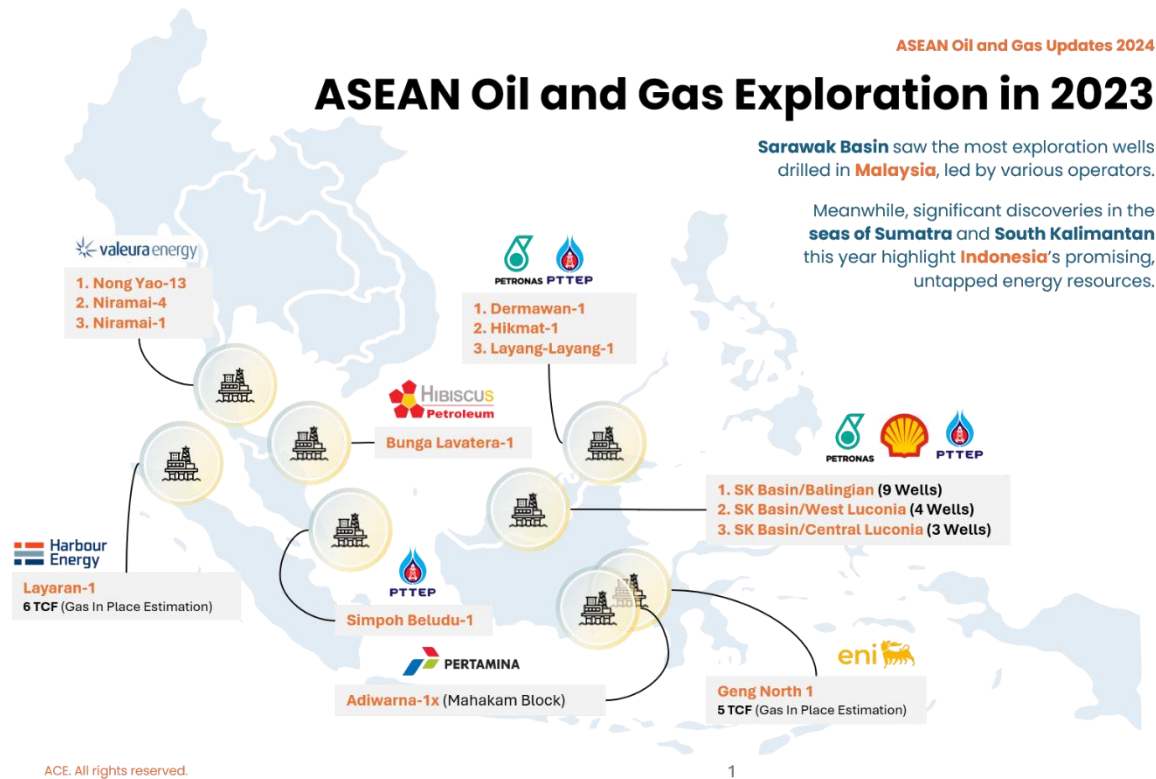 ASEAN Oil and Gas Updates 2024
ASEAN Oil and Gas Exploration in 2023
Sarawak Basin saw the most exploration wells
drilled in Malaysia, led by various operators.
Meanwhile, significant discoveries in the
seas of Sumatra and South Kalimantan
this year highlight Indonesia's promising,
untapped energy resources.
valeura energy
1. Nong Yao-13
2. Niramai-4
3. Niramai-1
PETRONAS PTTEP
1. Dermawan-1
2. Hikmat-1
3. Layang-Layang-1
HIBISCUS
Petroleum
Bunga Lavatera-1
PETRONAS PTTEP
1. SK Basin/Balingian (9 Wells)
2. SK Basin/West Luconia (4 Wells)
3. SK Basin/Central Luconia (3 Wells)
Harbour
Energy
Layaran-1
6 TCF (Gas In Place Estimation)
PTTEP
Simpoh Beludu-1
PERTAMINA
Adiwarna-1x (Mahakam Block)
eni
Geng North 1
5 TCF (Gas In Place Estimation)
ACE. All rights reserved.
1